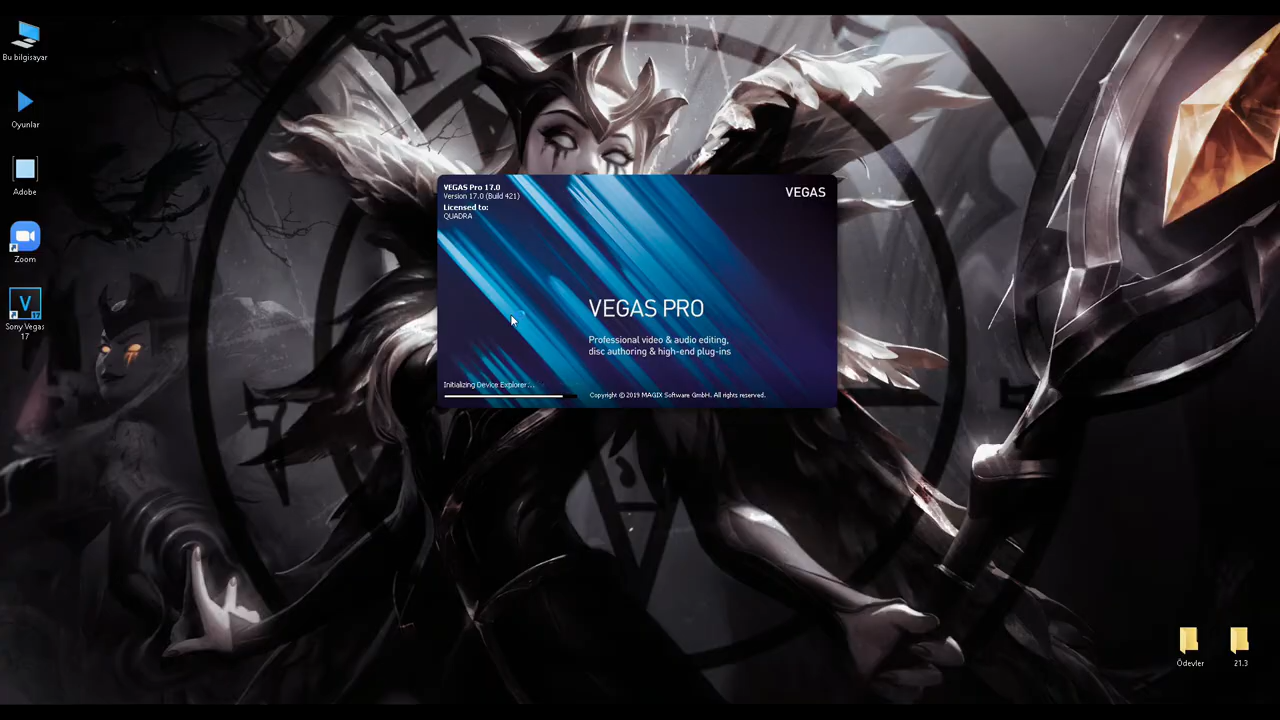 Bu bilgisayar
Oyunlar
Adobe
Zoom
V
17
Sony Vegas
17
VEGAS Pro 17.0
Version 17.0 (Build 421)
Licensed to:
QUADRA
VEGAS
VEGAS PRO
Professional video & audio editing,
disc authoring & high-end plug-ins
Initializing Device Explorer...
Copyright © 2019 MAGIX Software GmbH. All rights reserved.
Ödevler
21.3